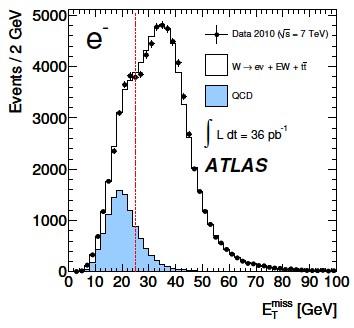 e⁻
Data 2010 (√s = 7 TeV)
W → eν + EW + tt̄
QCD
∫ L dt = 36 pb⁻¹
ATLAS
Events / 2 GeV
5000
4000
3000
2000
1000
0
0 10 20 30 40 50 60 70 80 90 100
E_T^miss [GeV]